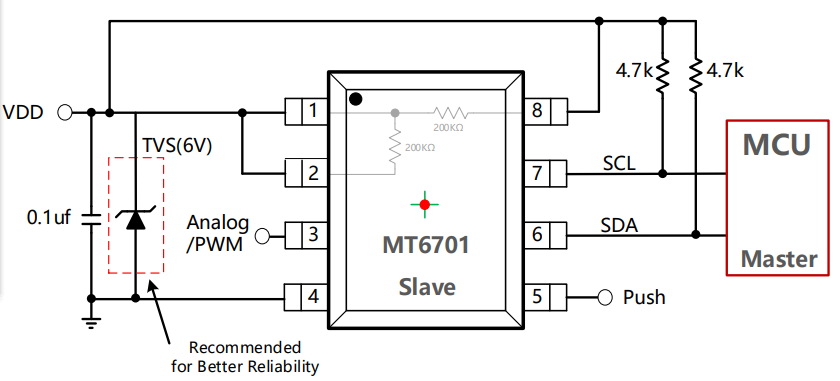 4.7k
4.7k
VDD
1
8
200KΩ
MCU
TVS(6V)
200KΩ
2
7
SCL
0.1uf
Analog
/PWM
3
6
SDA
MT6701
Master
Slave
4
5
Push
Recommended
for Better Reliability